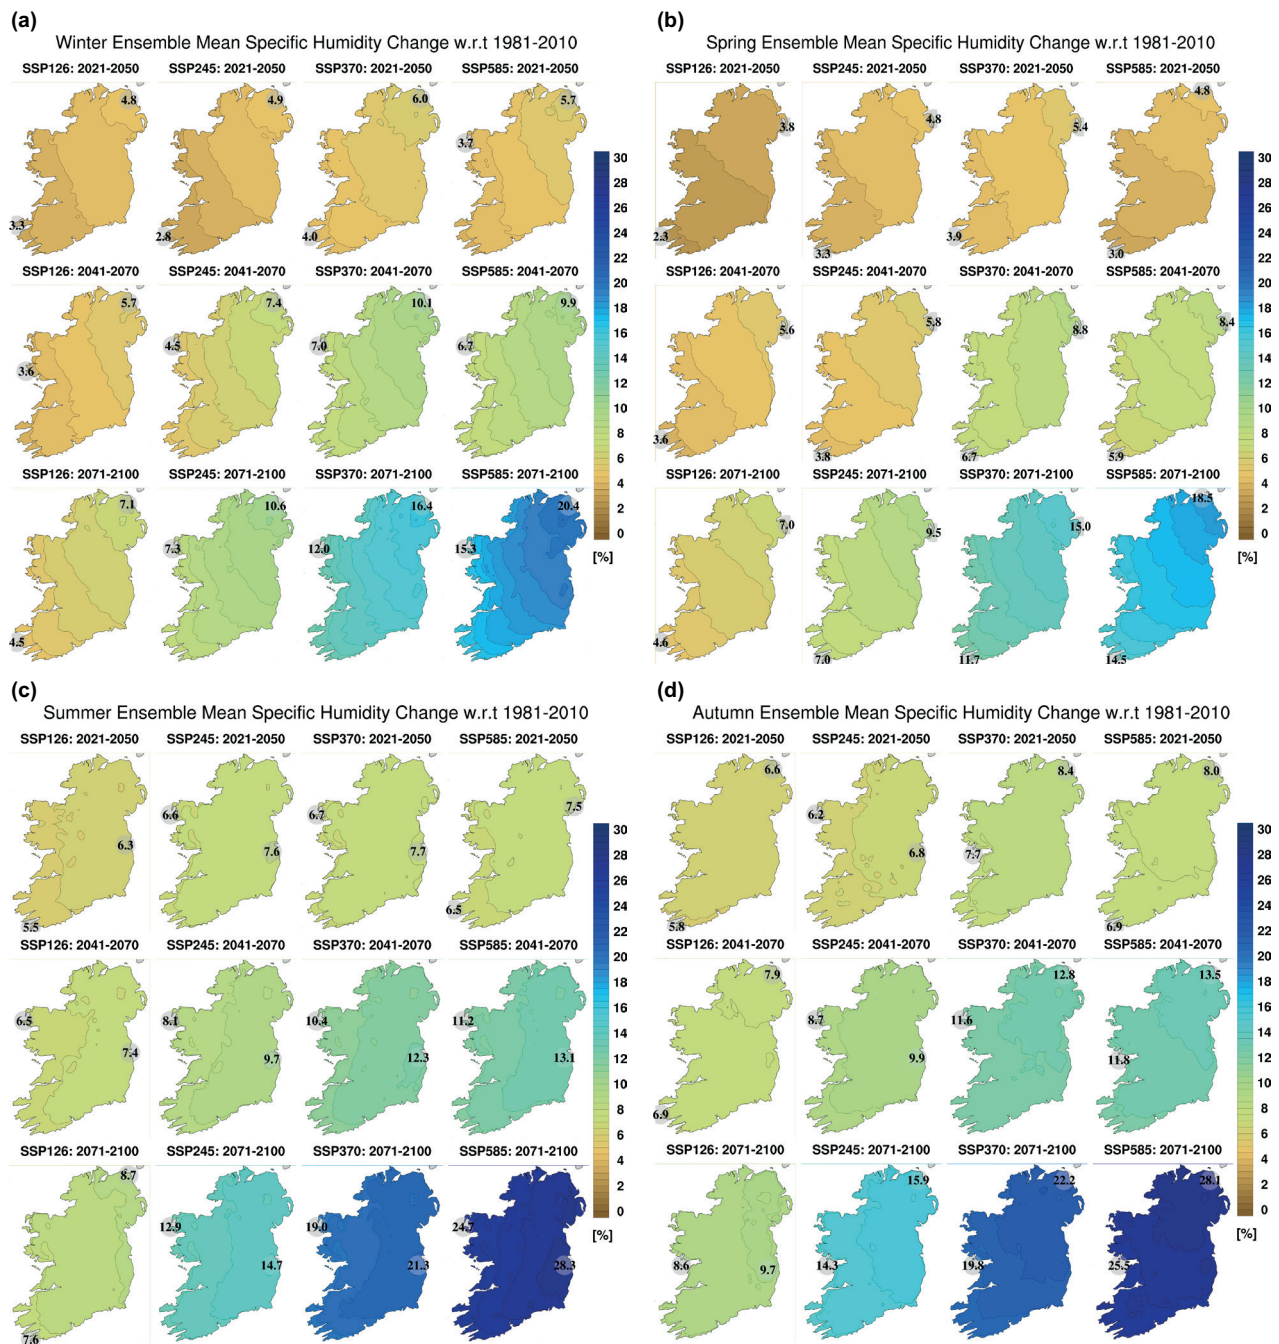 (a)
Winter Ensemble Mean Specific Humidity Change w.r.t 1981-2010
SSP126: 2021-2050 SSP245: 2021-2050 SSP370: 2021-2050 SSP585: 2021-2050
4.8 4.9 6.0 5.7
3.7
3.3 2.8 4.0
SSP126: 2041-2070 SSP245: 2041-2070 SSP370: 2041-2070 SSP585: 2041-2070
5.7 7.4 10.1 9.9
3.6 4.5 7.0 6.7
SSP126: 2071-2100 SSP245: 2071-2100 SSP370: 2071-2100 SSP585: 2071-2100
7.1 10.6 16.4 20.4
7.3 12.0 15.3
4.5
30
28
26
24
22
20
18
16
14
12
10
8
6
4
2
0
[%]
(b)
Spring Ensemble Mean Specific Humidity Change w.r.t 1981-2010
SSP126: 2021-2050 SSP245: 2021-2050 SSP370: 2021-2050 SSP585: 2021-2050
3.8 4.8 5.4 4.8
2.3 3.3 3.9 3.0
SSP126: 2041-2070 SSP245: 2041-2070 SSP370: 2041-2070 SSP585: 2041-2070
5.6 5.8 8.8 8.4
3.6 3.8 6.7 5.9
SSP126: 2071-2100 SSP245: 2071-2100 SSP370: 2071-2100 SSP585: 2071-2100
7.0 9.5 15.0 18.5
4.6 7.0 11.7 14.5
30
28
26
24
22
20
18
16
14
12
10
8
6
4
2
0
[%]
(c)
Summer Ensemble Mean Specific Humidity Change w.r.t 1981-2010
SSP126: 2021-2050 SSP245: 2021-2050 SSP370: 2021-2050 SSP585: 2021-2050
6.6 6.7 7.5
6.3 7.6 7.7
5.5 6.5
SSP126: 2041-2070 SSP245: 2041-2070 SSP370: 2041-2070 SSP585: 2041-2070
6.5 8.1 10.4 11.2
7.4 9.7 12.3 13.1
SSP126: 2071-2100 SSP245: 2071-2100 SSP370: 2071-2100 SSP585: 2071-2100
8.7
12.9 19.0 24.7
14.7 21.3 28.3
7.6
30
28
26
24
22
20
18
16
14
12
10
8
6
4
2
0
[%]
(d)
Autumn Ensemble Mean Specific Humidity Change w.r.t 1981-2010
SSP126: 2021-2050 SSP245: 2021-2050 SSP370: 2021-2050 SSP585: 2021-2050
6.6 8.4 8.0
6.2
6.8 7.7
5.8 6.9
SSP126: 2041-2070 SSP245: 2041-2070 SSP370: 2041-2070 SSP585: 2041-2070
7.9 12.8 13.5
8.7 11.6
9.9 11.8
6.9
SSP126: 2071-2100 SSP245: 2071-2100 SSP370: 2071-2100 SSP585: 2071-2100
15.9 22.2 28.1
8.6 9.7 14.3 19.8 25.5
30
28
26
24
22
20
18
16
14
12
10
8
6
4
2
0
[%]